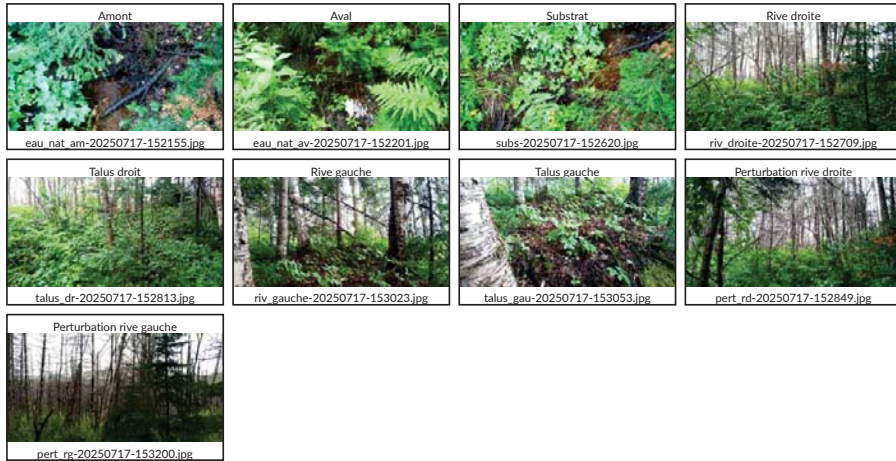 Amont
Aval
Substrat
Rive droite
eau_nat_am-20250717-152155.jpg
eau_nat_av-20250717-152201.jpg
subs-20250717-152620.jpg
riv_droite-20250717-152709.jpg
Talus droit
Rive gauche
Talus gauche
Perturbation rive droite
talus_dr-20250717-152813.jpg
riv_gauche-20250717-153023.jpg
talus_gau-20250717-153053.jpg
pert_rd-20250717-152849.jpg
Perturbation rive gauche
pert_rg-20250717-153200.jpg